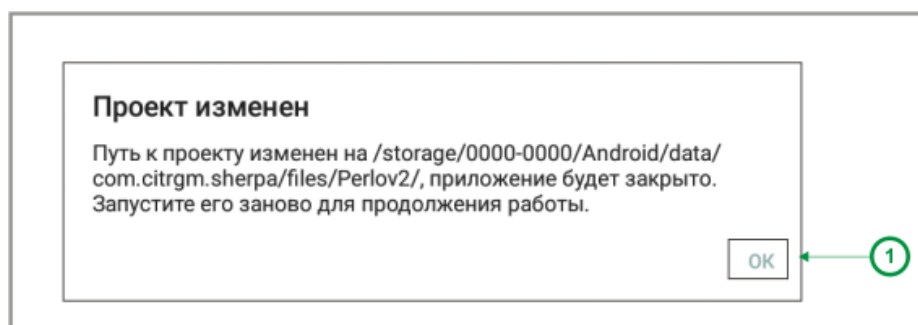 Проект изменен
Путь к проекту изменен на /storage/0000-0000/Android/data/
com.citrgm.sherpa/files/Perlov2/, приложение будет закрыто.
Запустите его заново для продолжения работы.
ОК
1